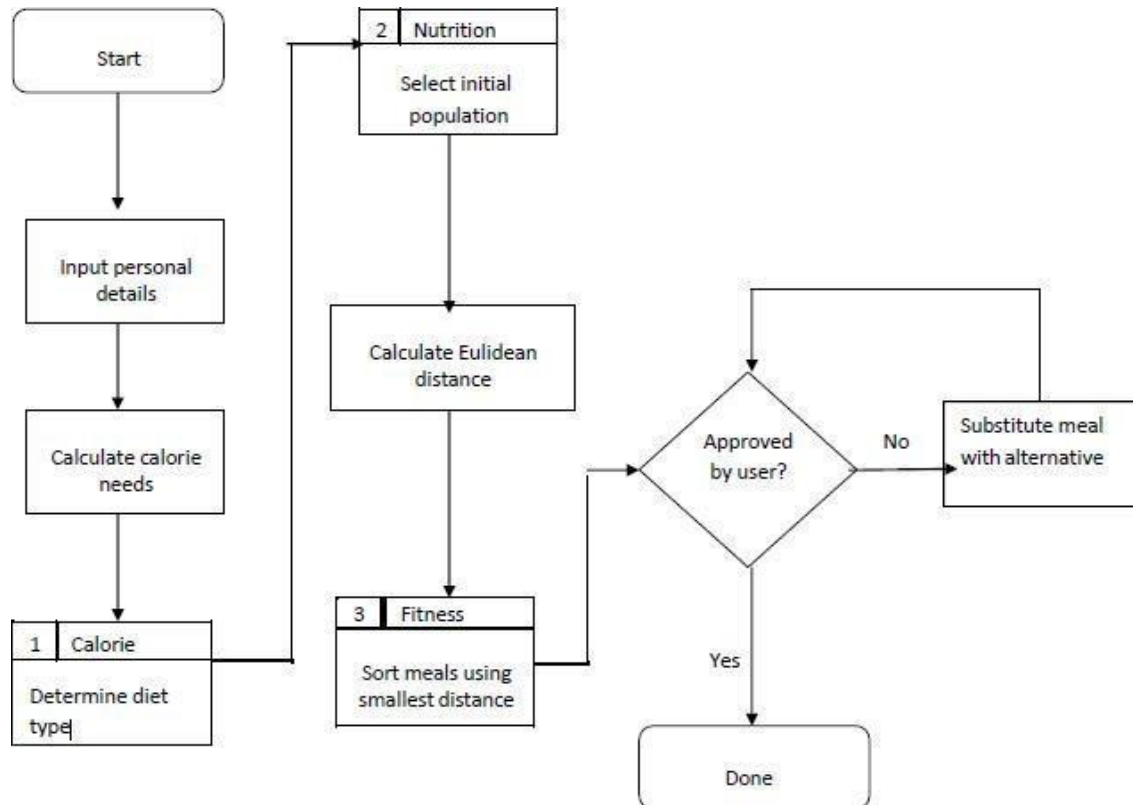 Start
Input personal
details
Calculate calorie
needs
1 Calorie
Determine diet
type
2 Nutrition
Select initial
population
Calculate Eulidean
distance
3 Fitness
Sort meals using
smallest distance
Approved
by user?
No
Substitute meal
with alternative
Yes
Done